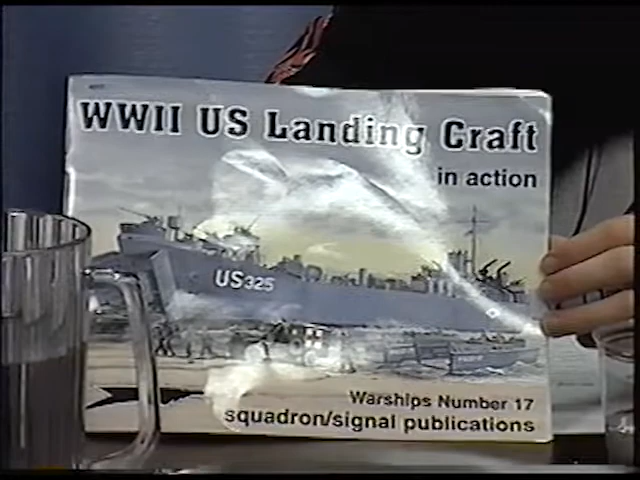 WWII US Landing Craft
in action
US325
Warships Number 17
squadron/signal publications